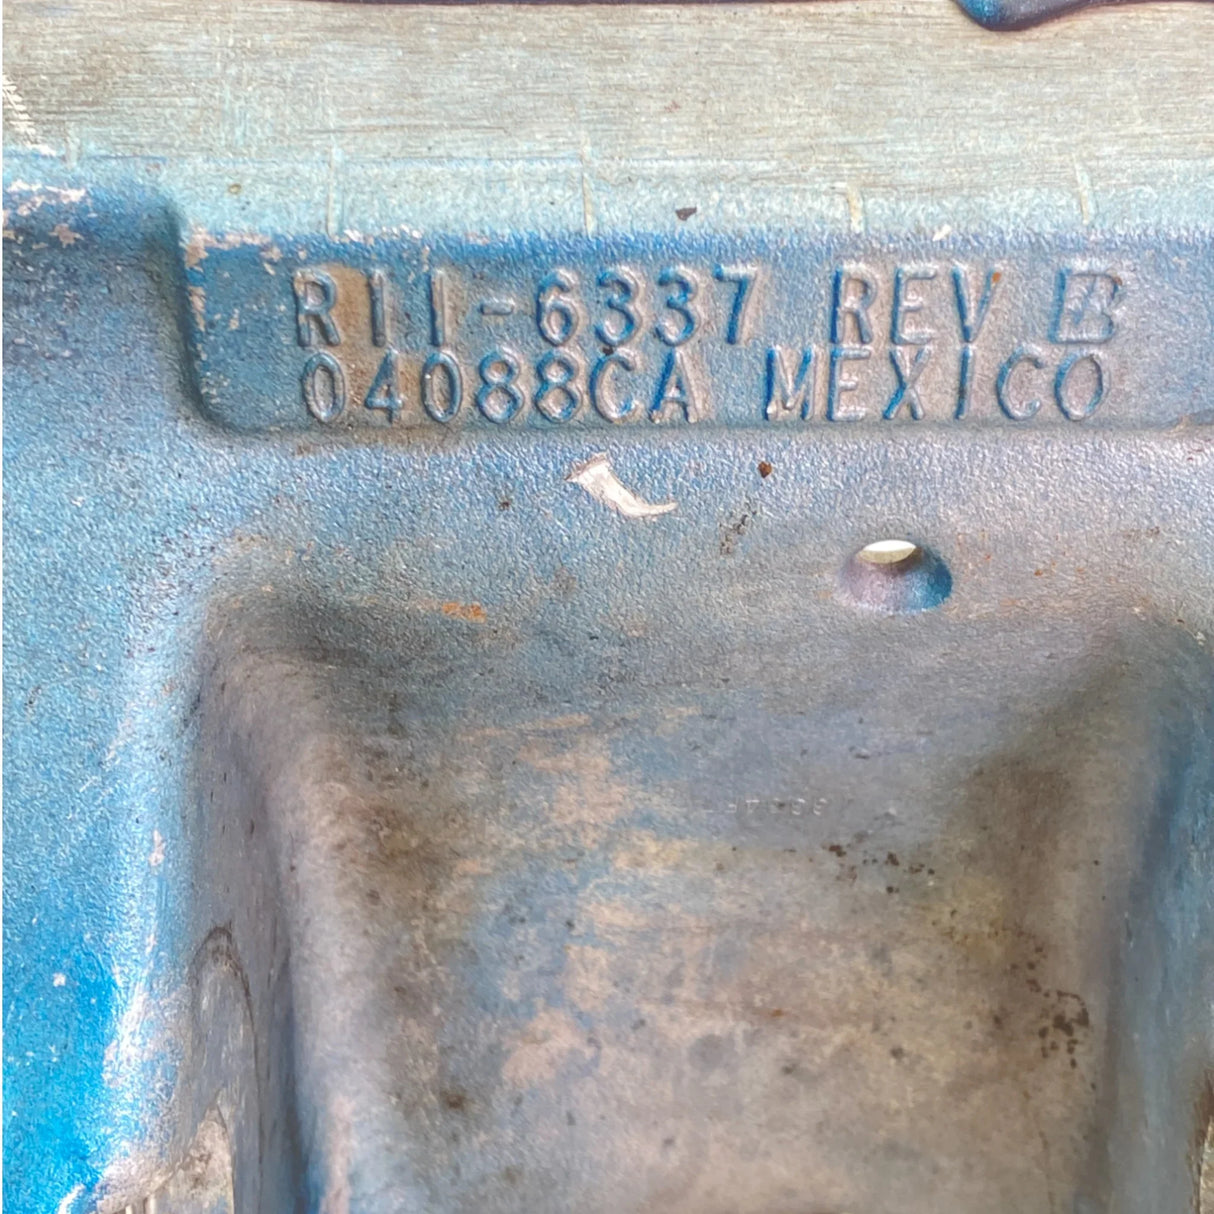 R11-6337 REV B
04088CA MEXICO